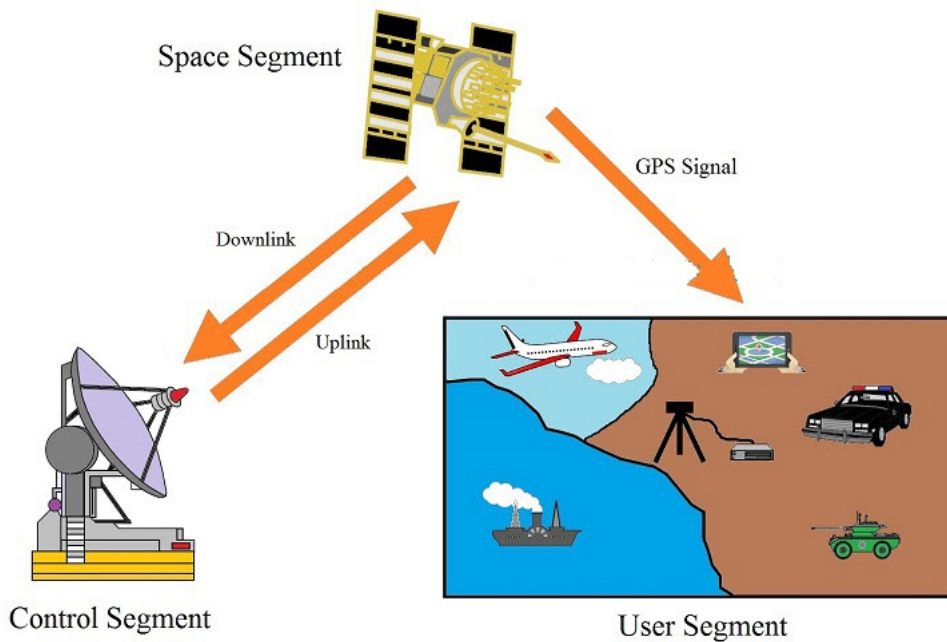 Space Segment
GPS Signal
Downlink
Uplink
Control Segment
User Segment